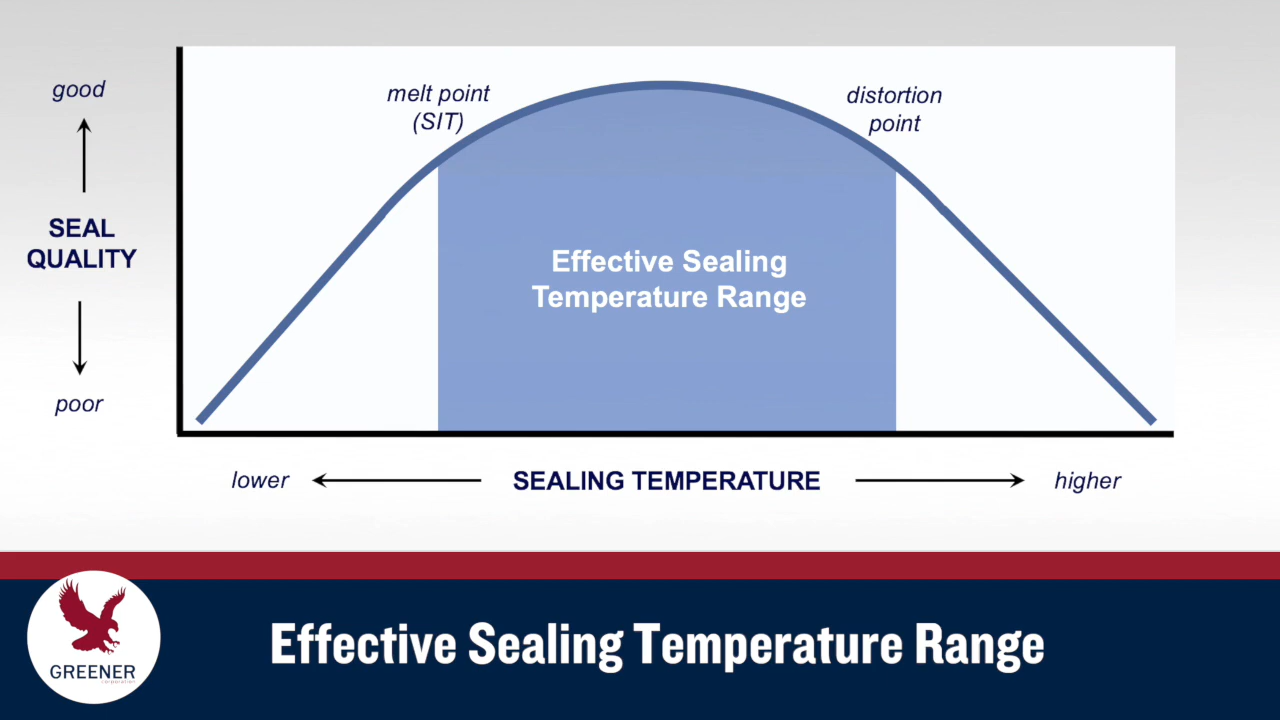 good
melt point
(SIT)
distortion
point
SEAL
QUALITY
Effective Sealing
Temperature Range
poor
lower
SEALING TEMPERATURE
higher
GREENER
corporation
Effective Sealing Temperature Range